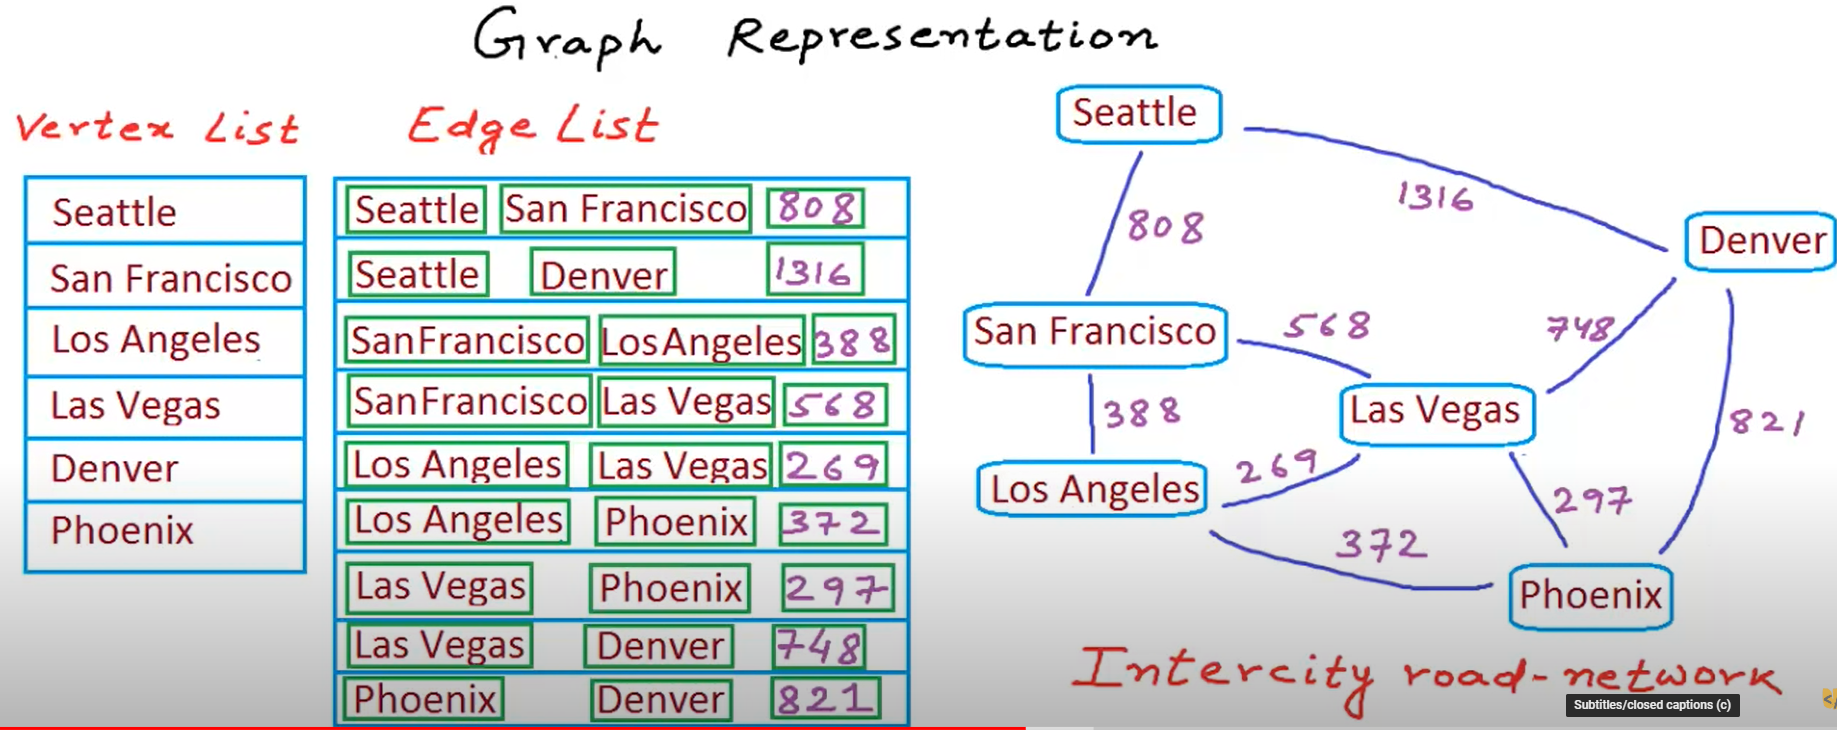 Graph Representation
Vertex List
Seattle
San Francisco
Los Angeles
Las Vegas
Denver
Phoenix
Edge List
Seattle San Francisco 808
Seattle Denver 1316
SanFrancisco LosAngeles 388
SanFrancisco Las Vegas 568
Los Angeles Las Vegas 269
Los Angeles Phoenix 372
Las Vegas Phoenix 297
Las Vegas Denver 748
Phoenix Denver 821
Seattle
1316
808
Denver
San Francisco
568
748
388
Las Vegas
821
269
Los Angeles
297
372
Phoenix
Intercity road-network
Subtitles/closed captions (c)